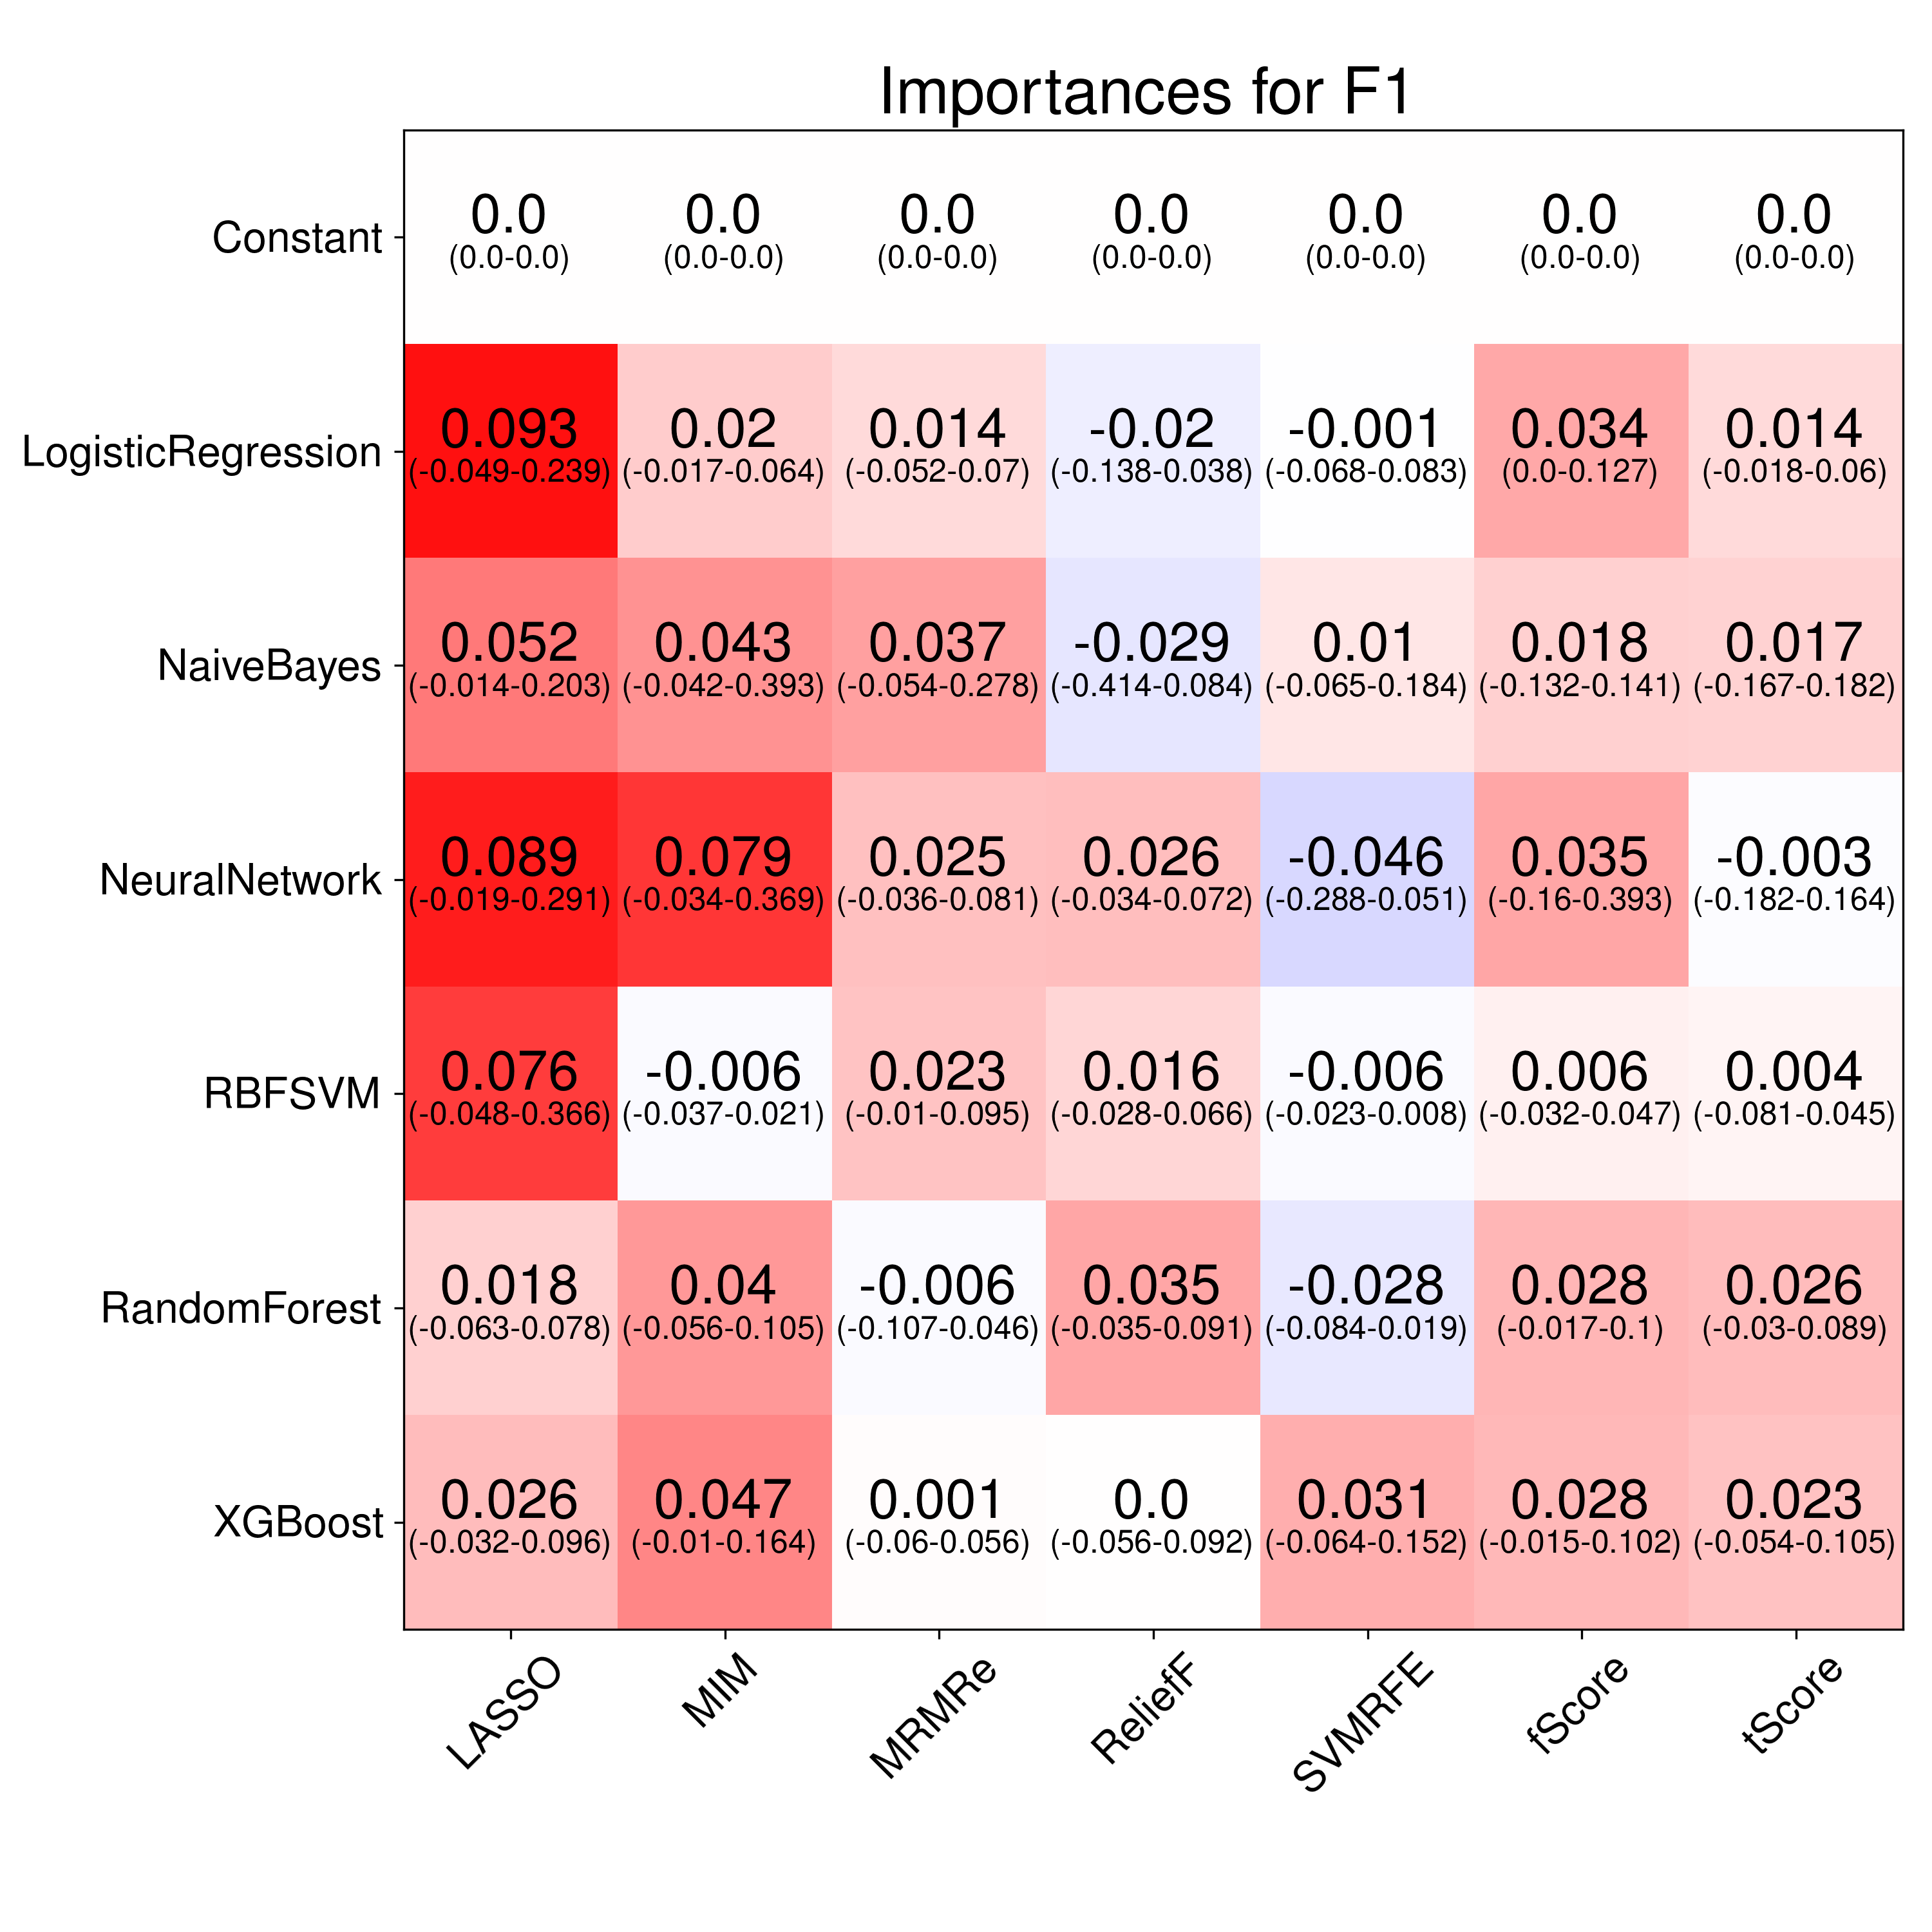 Importances for F1
Constant
0.0 0.0 0.0 0.0 0.0 0.0 0.0
(0.0-0.0) (0.0-0.0) (0.0-0.0) (0.0-0.0) (0.0-0.0) (0.0-0.0) (0.0-0.0)
LogisticRegression
0.093 0.02 0.014 -0.02 -0.001 0.034 0.014
(-0.049-0.239) (-0.017-0.064) (-0.052-0.07) (-0.138-0.038) (-0.068-0.083) (0.0-0.127) (-0.018-0.06)
NaiveBayes
0.052 0.043 0.037 -0.029 0.01 0.018 0.017
(-0.014-0.203) (-0.042-0.393) (-0.054-0.278) (-0.414-0.084) (-0.065-0.184) (-0.132-0.141) (-0.167-0.182)
NeuralNetwork
0.089 0.079 0.025 0.026 -0.046 0.035 -0.003
(-0.019-0.291) (-0.034-0.369) (-0.036-0.081) (-0.034-0.072) (-0.288-0.051) (-0.16-0.393) (-0.182-0.164)
RBFSVM
0.076 -0.006 0.023 0.016 -0.006 0.006 0.004
(-0.048-0.366) (-0.037-0.021) (-0.01-0.095) (-0.028-0.066) (-0.023-0.008) (-0.032-0.047) (-0.081-0.045)
RandomForest
0.018 0.04 -0.006 0.035 -0.028 0.028 0.026
(-0.063-0.078) (-0.056-0.105) (-0.107-0.046) (-0.035-0.091) (-0.084-0.019) (-0.017-0.1) (-0.03-0.089)
XGBoost
0.026 0.047 0.001 0.0 0.031 0.028 0.023
(-0.032-0.096) (-0.01-0.164) (-0.06-0.056) (-0.056-0.092) (-0.064-0.152) (-0.015-0.102) (-0.054-0.105)
LASSO MIM MRMRe ReliefF SVMRFE fScore tScore